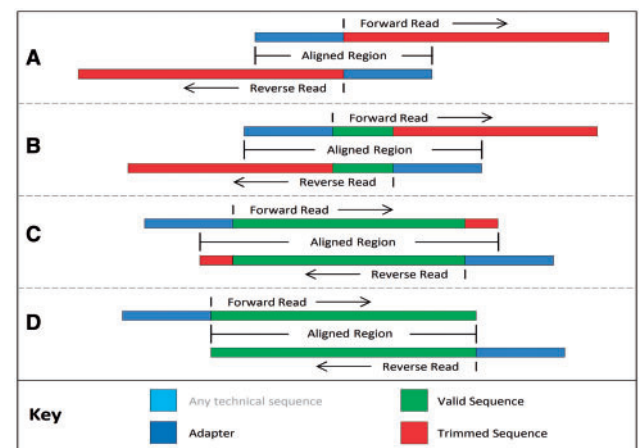 Forward Read
A
Aligned Region
Reverse Read
Forward Read
B
Aligned Region
Reverse Read
Forward Read
C
Aligned Region
Reverse Read
Forward Read
D
Aligned Region
Reverse Read
Key
Any technical sequence
Valid Sequence
Adapter
Trimmed Sequence